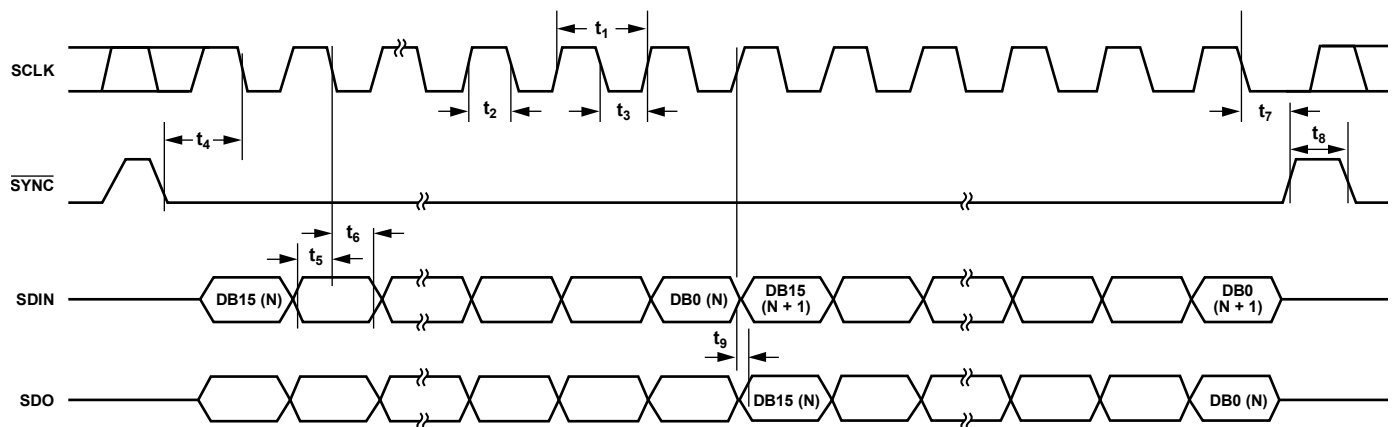 t1
SCLK
t2
t3
t7
t4
t8
SYNC
t6
t5
SDIN
DB15 (N)
DB0 (N)
DB15
(N + 1)
DB0
(N + 1)
t9
SDO
DB15 (N)
DB0 (N)